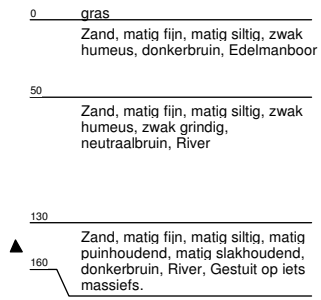 0 gras
Zand, matig fijn, matig siltig, zwak
humeus, donkerbruin, Edelmanboor
50
Zand, matig fijn, matig siltig, zwak
humeus, zwak grindig,
neutraalbruin, River
130
Zand, matig fijn, matig siltig, matig
puinhoudend, matig slakhoudend,
160 donkerbruin, River, Gestuit op iets
massiefs.